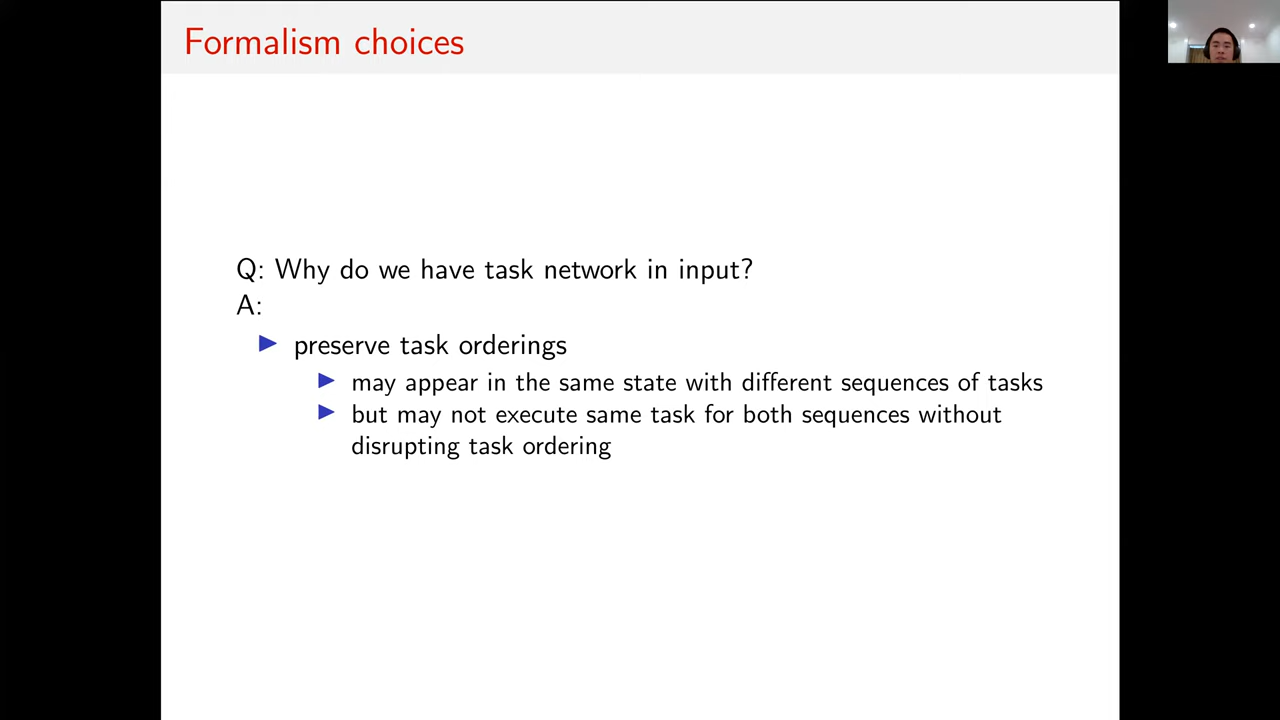 Formalism choices
Q: Why do we have task network in input?
A:
▶ preserve task orderings
▶ may appear in the same state with different sequences of tasks
▶ but may not execute same task for both sequences without
disrupting task ordering